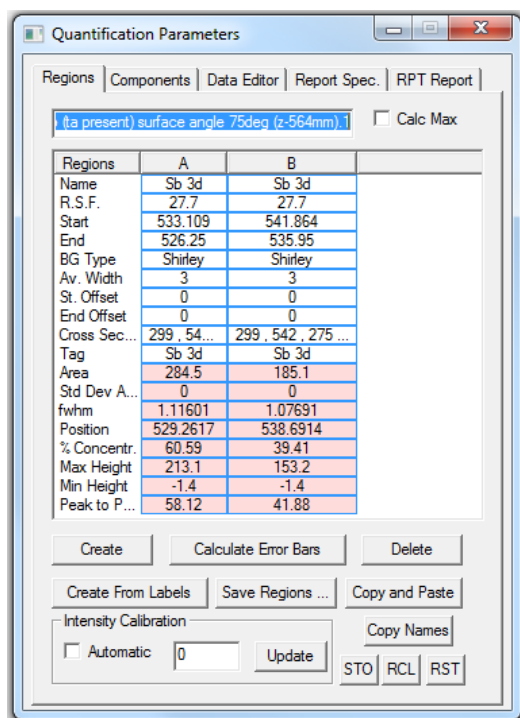 Quantification Parameters
Regions Components Data Editor Report Spec. RPT Report
(ta present) surface angle 75deg (z-564mm).1 Calc Max
Regions A B
Name Sb 3d Sb 3d
R.S.F. 27.7 27.7
Start 533.109 541.864
End 526.25 535.95
BG Type Shirley Shirley
Av. Width 3 3
St. Offset 0 0
End Offset 0 0
Cross Sec... 299 , 54... 299 , 542 , 275 ...
Tag Sb 3d Sb 3d
Area 284.5 185.1
Std Dev A... 0 0
fwhm 1.11601 1.07691
Position 529.2617 538.6914
% Concentr. 60.59 39.41
Max Height 213.1 153.2
Min Height -1.4 -1.4
Peak to P... 58.12 41.88
Create Calculate Error Bars Delete
Create From Labels Save Regions ... Copy and Paste
Intensity Calibration Copy Names
Automatic 0 Update STO RCL RST